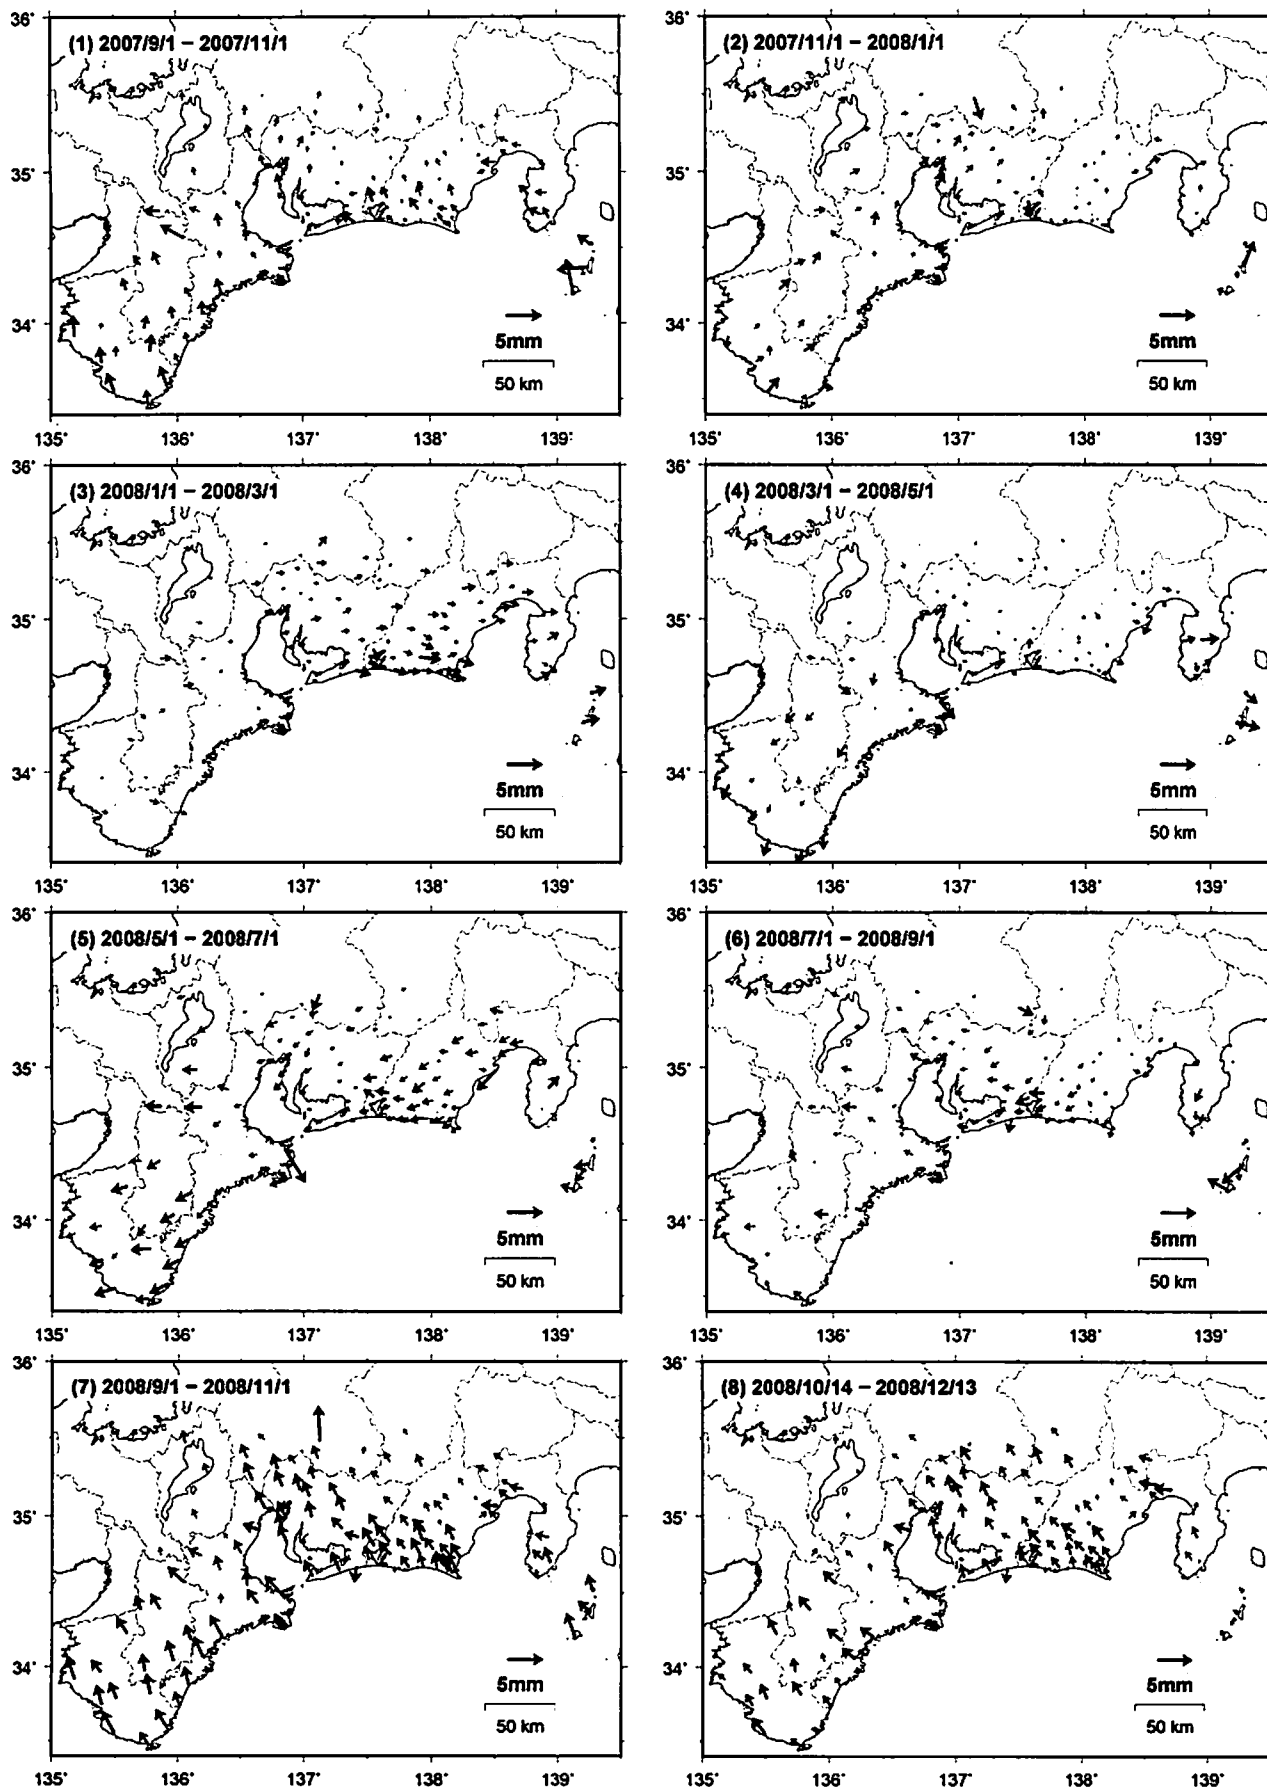 (1) 2007/9/1 – 2007/11/1
36°
35°
34°
5mm
50 km
135° 136° 137° 138° 139°
(2) 2007/11/1 – 2008/1/1
36°
35°
34°
5mm
50 km
135° 136° 137° 138° 139°
(3) 2008/1/1 – 2008/3/1
36°
35°
34°
5mm
50 km
135° 136° 137° 138° 139°
(4) 2008/3/1 – 2008/5/1
36°
35°
34°
5mm
50 km
135° 136° 137° 138° 139°
(5) 2008/5/1 – 2008/7/1
36°
35°
34°
5mm
50 km
135° 136° 137° 138° 139°
(6) 2008/7/1 – 2008/9/1
36°
35°
34°
5mm
50 km
135° 136° 137° 138° 139°
(7) 2008/9/1 – 2008/11/1
36°
35°
34°
5mm
50 km
135° 136° 137° 138° 139°
(8) 2008/10/14 – 2008/12/13
36°
35°
34°
5mm
50 km
135° 136° 137° 138° 139°